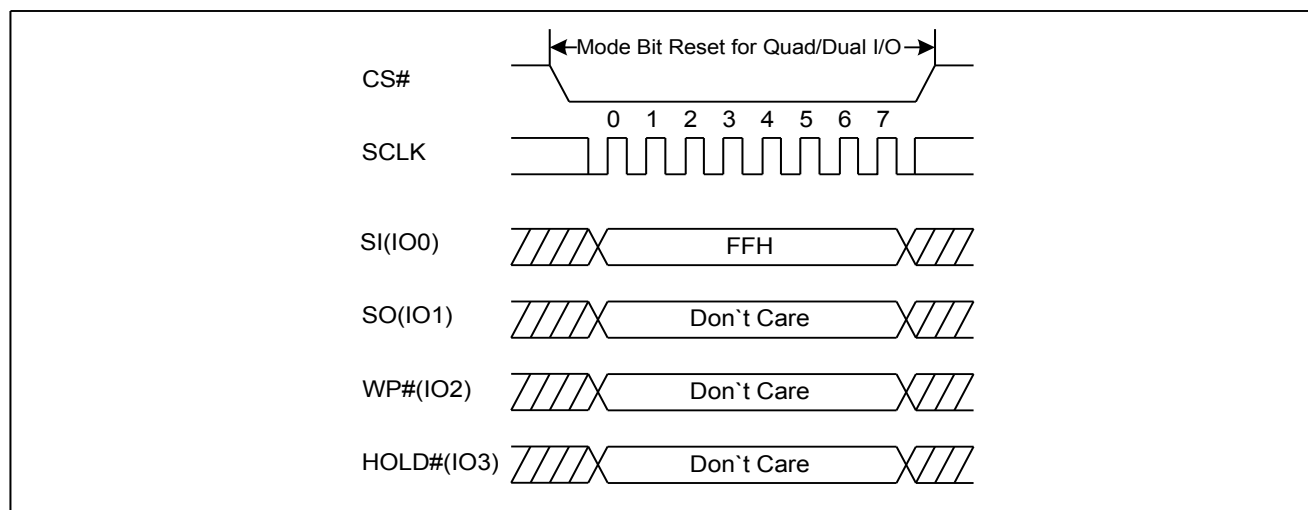 Mode Bit Reset for Quad/Dual I/O
CS#
0 1 2 3 4 5 6 7
SCLK
SI(IO0) FFH
SO(IO1) Don`t Care
WP#(IO2) Don`t Care
HOLD#(IO3) Don`t Care